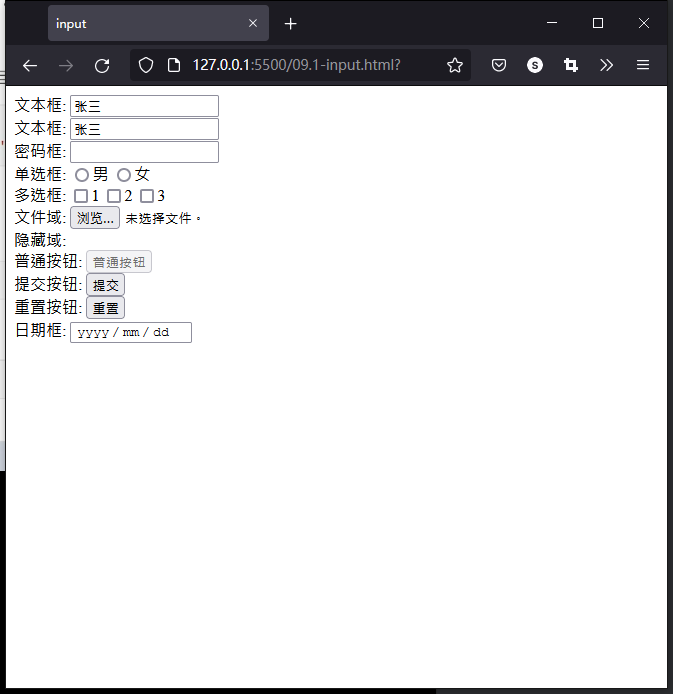 input
127.0.0.1:5500/09.1-input.html?
文本框: 张三
文本框: 张三
密码框:
单选框: 男 女
多选框: 1 2 3
文件域: 浏览... 未选择文件。
隐藏域:
普通按钮: 普通按钮
提交按钮: 提交
重置按钮: 重置
日期框: yyyy / mm / dd